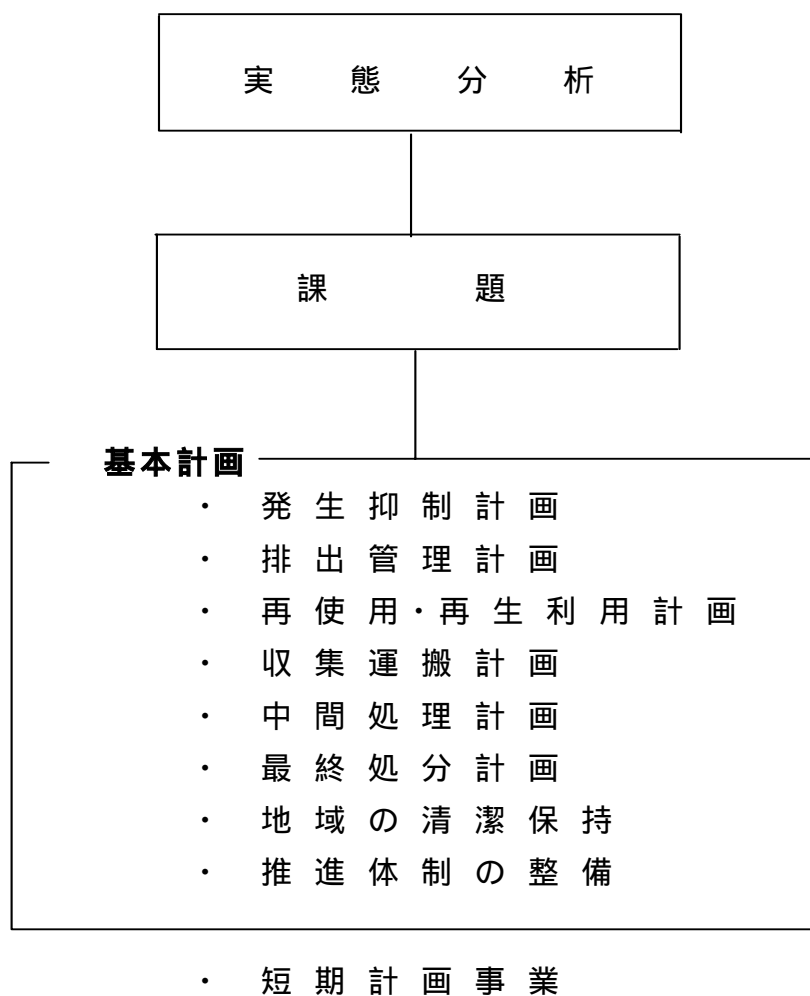 実態分析
課題
基本計画
・ 発生抑制計画
・ 排出管理計画
・ 再使用・再生利用計画
・ 収集運搬計画
・ 中間処理計画
・ 最終処分計画
・ 地域の清潔保持
・ 推進体制の整備
・ 短期計画事業